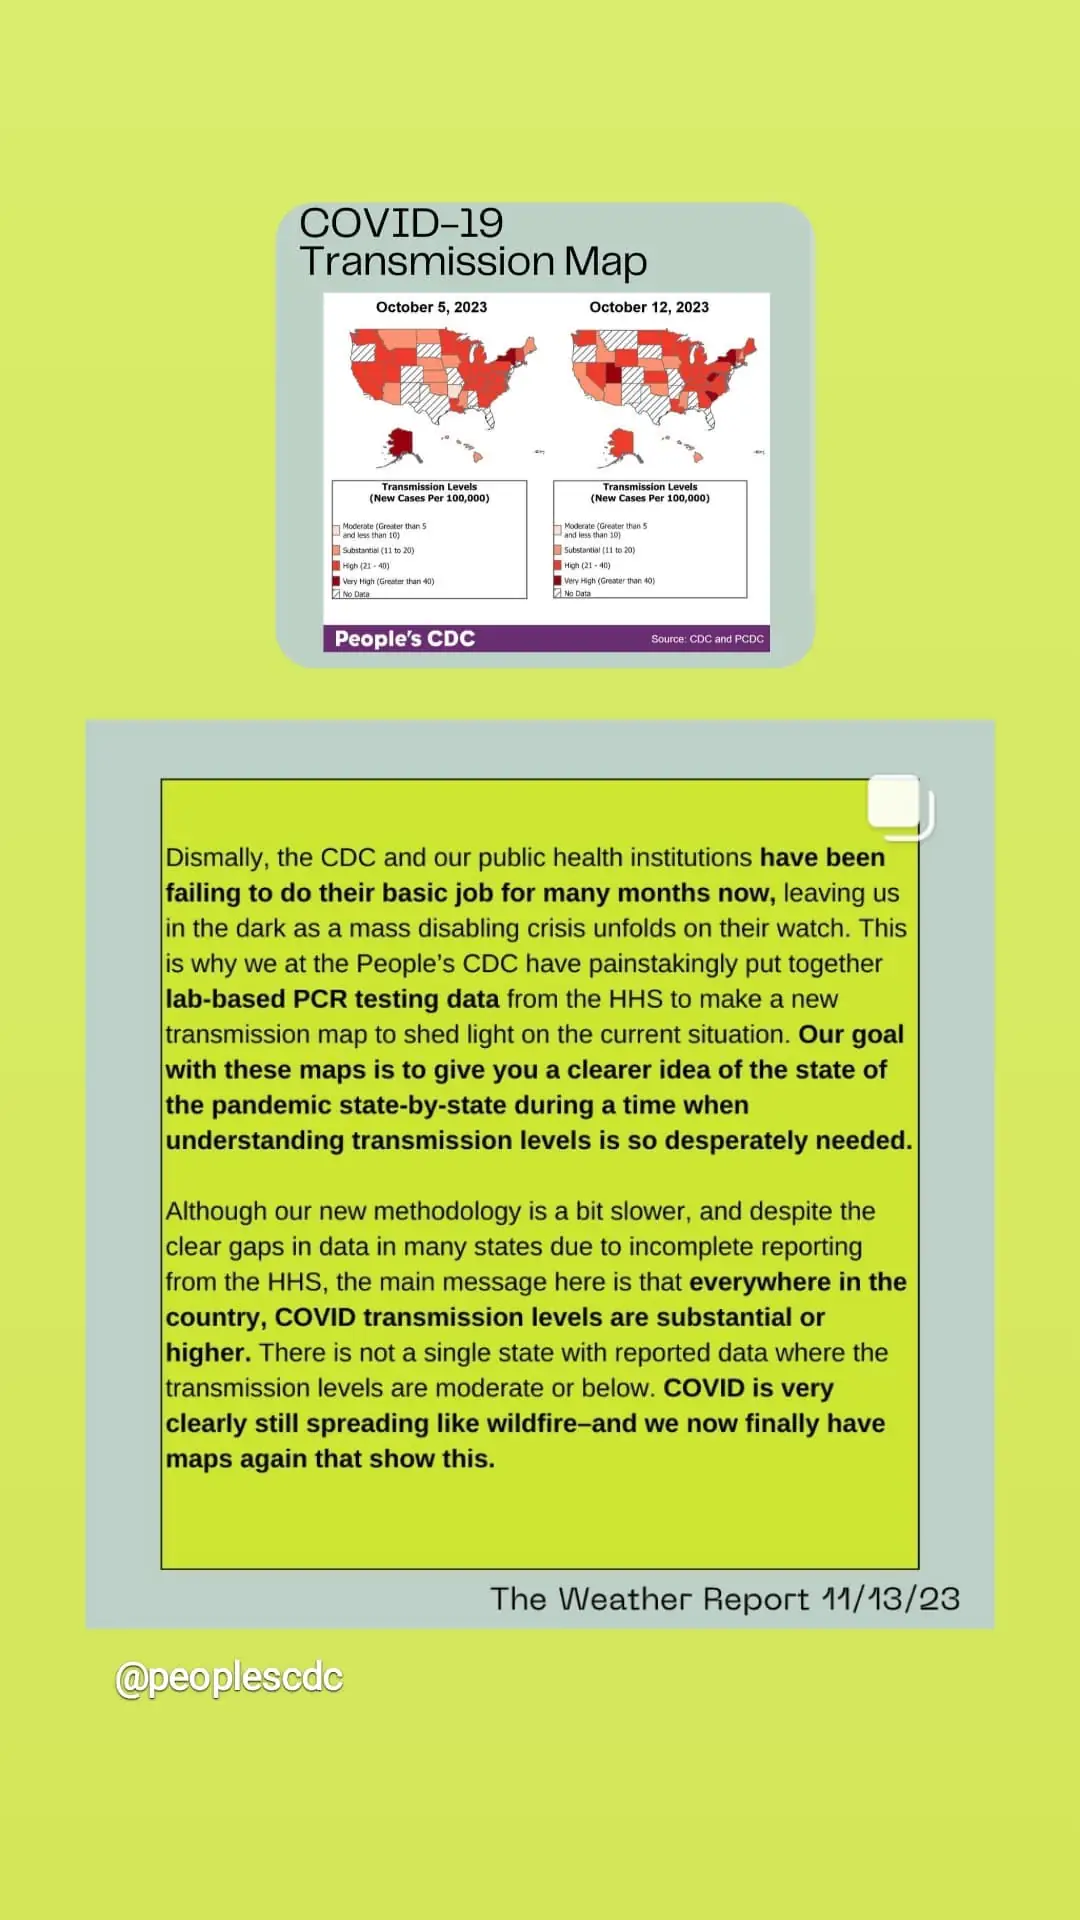 COVID-19
Transmission Map
October 5, 2023
October 12, 2023
Transmission Levels
(New Cases Per 100,000)
Moderate (Greater than 5
and less than 10)
Substantial (11 to 20)
High (21 - 40)
Very High (Greater than 40)
No Data
Transmission Levels
(New Cases Per 100,000)
Moderate (Greater than 5
and less than 10)
Substantial (11 to 20)
High (21 - 40)
Very High (Greater than 40)
No Data
People's CDC
Source: CDC and PCDC
Dismally, the CDC and our public health institutions have been
failing to do their basic job for many months now, leaving us
in the dark as a mass disabling crisis unfolds on their watch. This
is why we at the People's CDC have painstakingly put together
lab-based PCR testing data from the HHS to make a new
transmission map to shed light on the current situation. Our goal
with these maps is to give you a clearer idea of the state of
the pandemic state-by-state during a time when
understanding transmission levels is so desperately needed.
Although our new methodology is a bit slower, and despite the
clear gaps in data in many states due to incomplete reporting
from the HHS, the main message here is that everywhere in the
country, COVID transmission levels are substantial or
higher. There is not a single state with reported data where the
transmission levels are moderate or below. COVID is very
clearly still spreading like wildfire–and we now finally have
maps again that show this.
The Weather Report 11/13/23
@peoplescdc